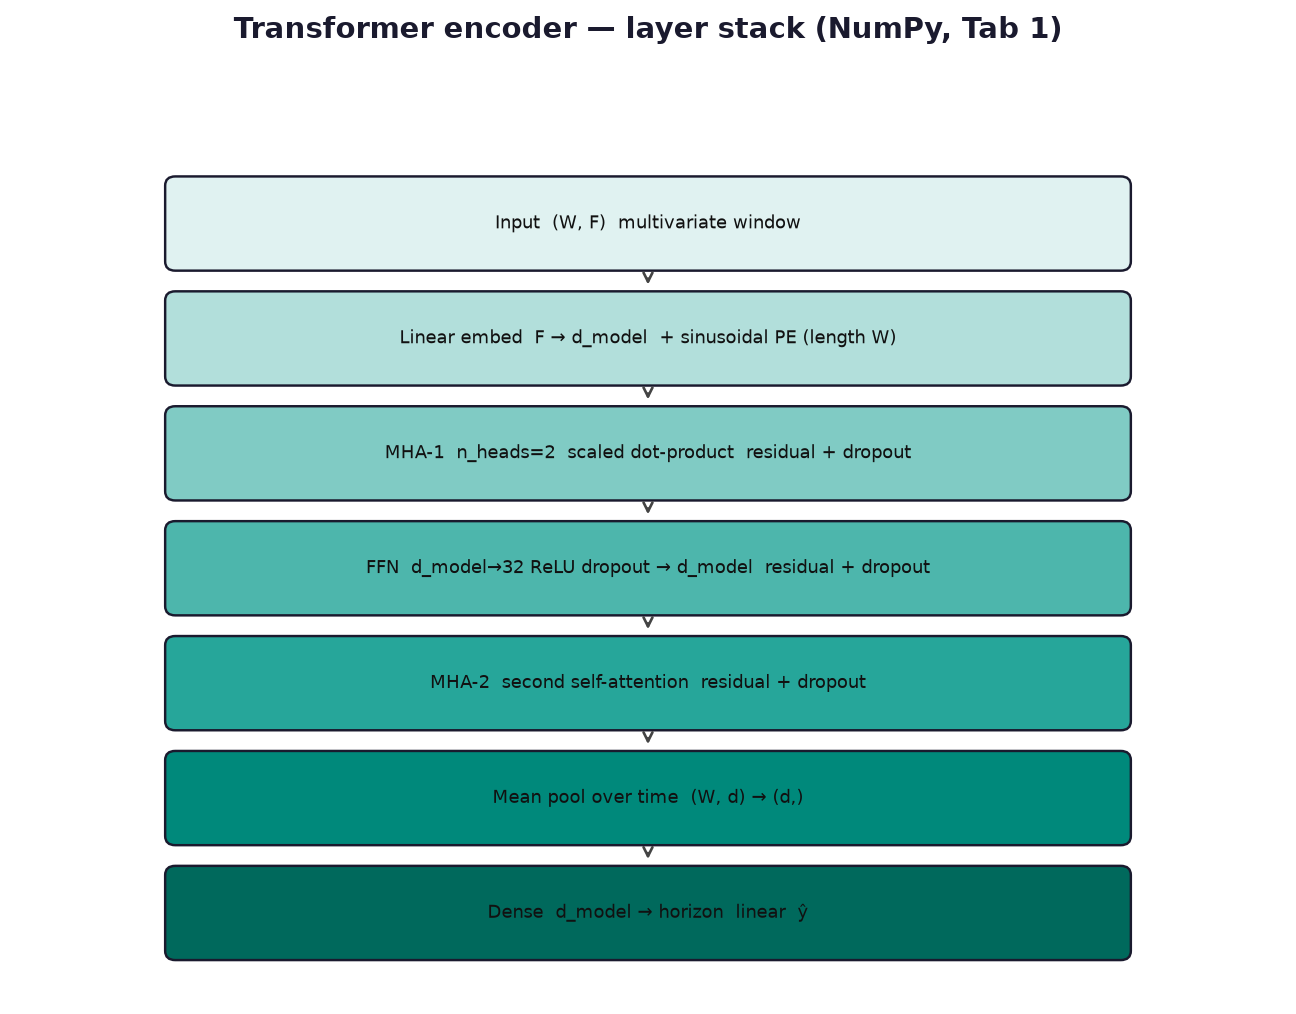 Transformer encoder — layer stack (NumPy, Tab 1)
Input (W, F) multivariate window
Linear embed F → d_model + sinusoidal PE (length W)
MHA-1 n_heads=2 scaled dot-product residual + dropout
FFN d_model→32 ReLU dropout → d_model residual + dropout
MHA-2 second self-attention residual + dropout
Mean pool over time (W, d) → (d,)
Dense d_model → horizon linear ŷ